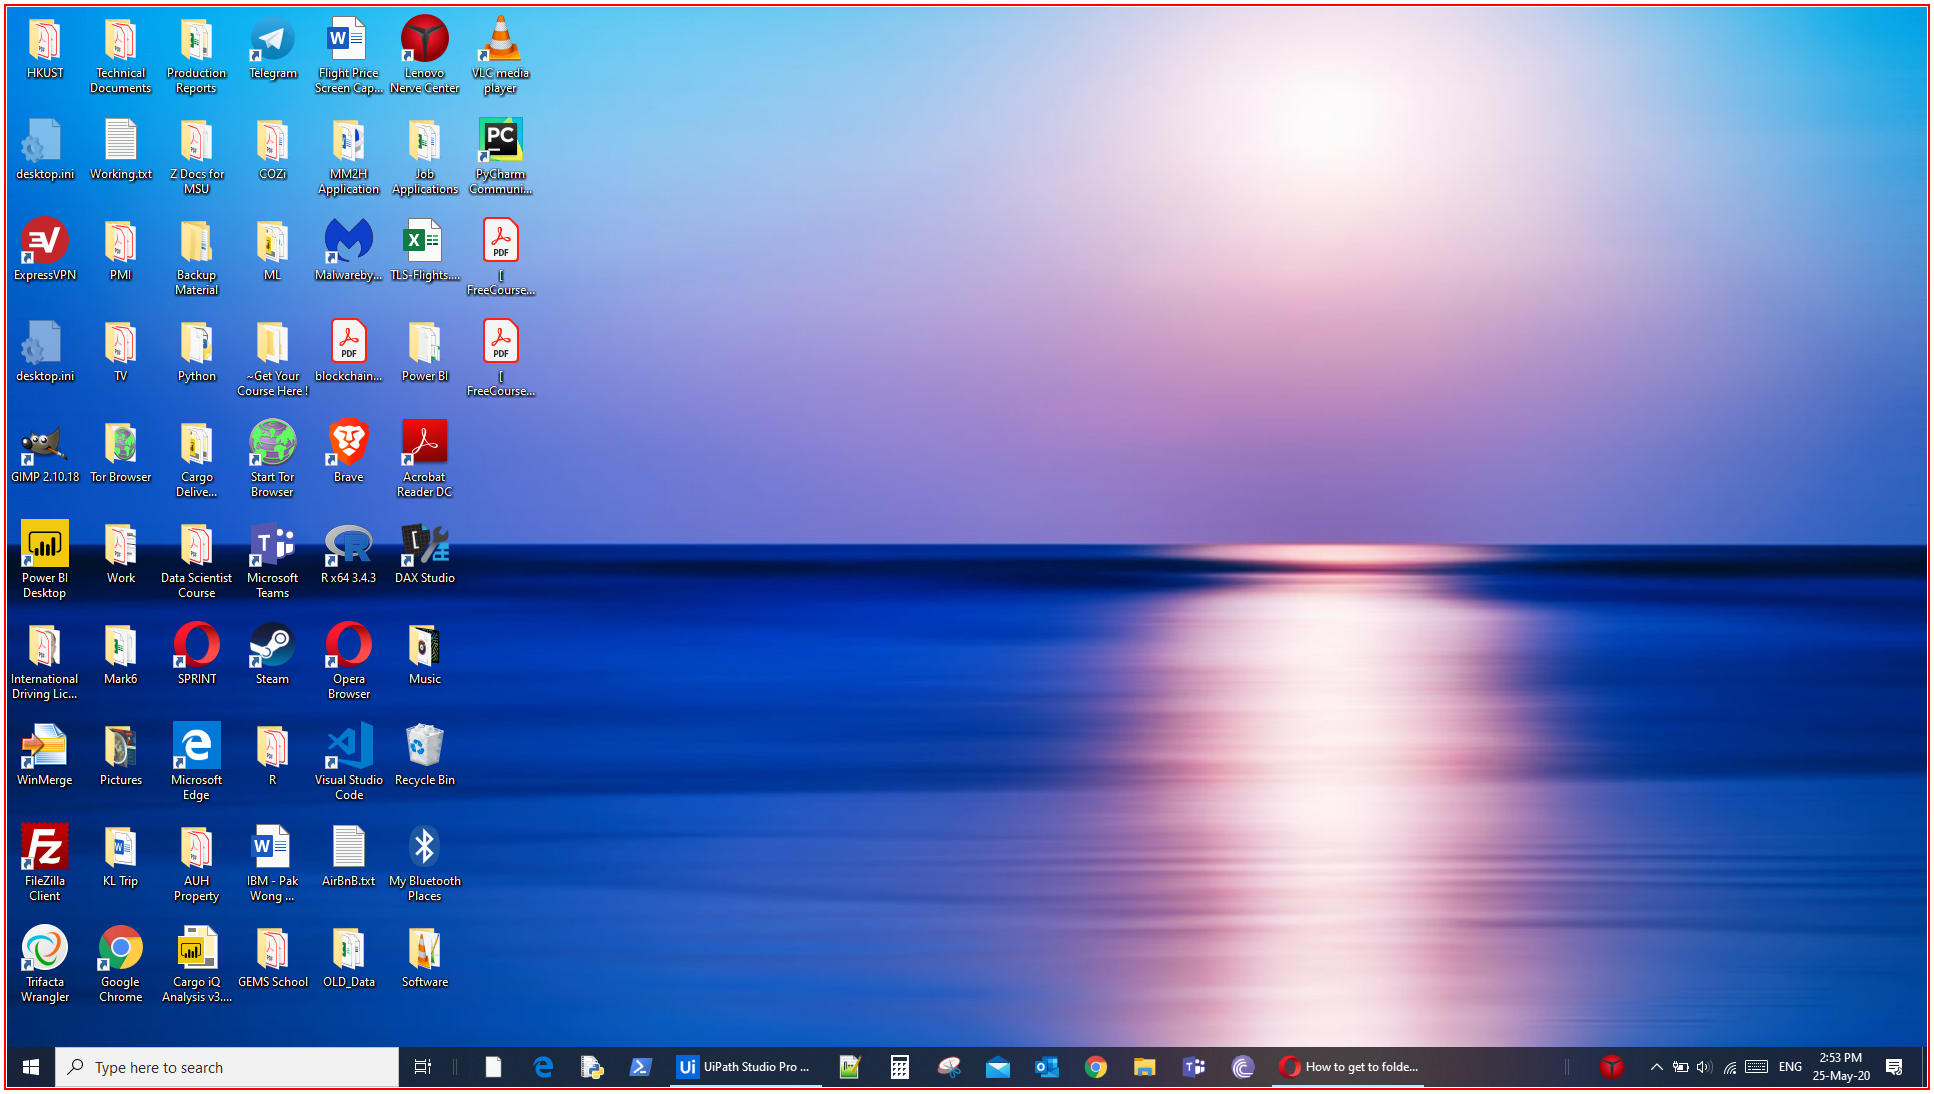 HKUST
Technical
Documents
Production
Reports
Telegram
Flight Price
Screen Cap...
Lenovo
Nerve Center
VLC media
player
desktop.ini
Working.txt
Z Docs for
MSU
COZi
MM2H
Application
Job
Applications
PC
PyCharm
Communi...
ExpressVPN
PMI
Backup
Material
ML
Malwareby...
TLS-Flights....
PDF
[
FreeCourse...
desktop.ini
TV
Python
~Get Your
Course Here !
PDF
blockchain...
Power BI
PDF
[
FreeCourse...
GIMP 2.10.18
Tor Browser
Cargo
Delive...
Start Tor
Browser
Brave
Acrobat
Reader DC
Power BI
Desktop
Work
Data Scientist
Course
Microsoft
Teams
R x64 3.4.3
DAX Studio
International
Driving Lic...
Mark6
SPRINT
Steam
Opera
Browser
Music
WinMerge
Pictures
Microsoft
Edge
R
Visual Studio
Code
Recycle Bin
Fz
FileZilla
Client
KL Trip
AUH
Property
IBM - Pak
Wong ...
AirBnB.txt
My Bluetooth
Places
Trifacta
Wrangler
Google
Chrome
Cargo iQ
Analysis v3....
GEMS School
OLD_Data
Software
Type here to search
Ui
UiPath Studio Pro ...
How to get to folde...
ENG
2:53 PM
25-May-20